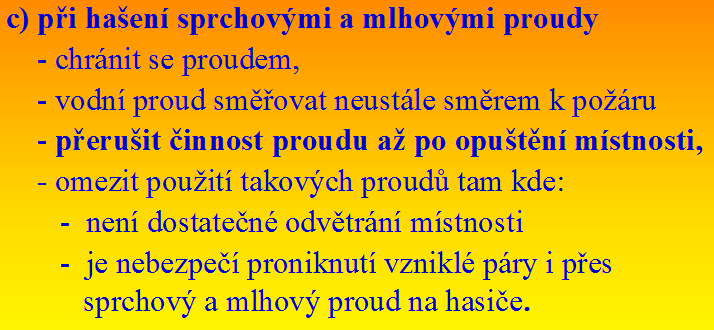 c) při hašení sprchovými a mlhovými proudy
- chránit se proudem,
- vodní proud směřovat neustále směrem k požáru
- přerušit činnost proudu až po opuštění místnosti,
- omezit použití takových proudů tam kde:
- není dostatečné odvětrání místnosti
- je nebezpečí proniknutí vzniklé páry i přes
sprchový a mlhový proud na hasiče.